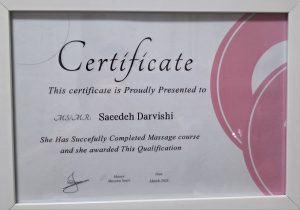 Certificate
This certificate is Proudly Presented to
MS/MR. Saeedeh Darvishi
She Has Succefully Completed Massage course
and she awarded This Qualification